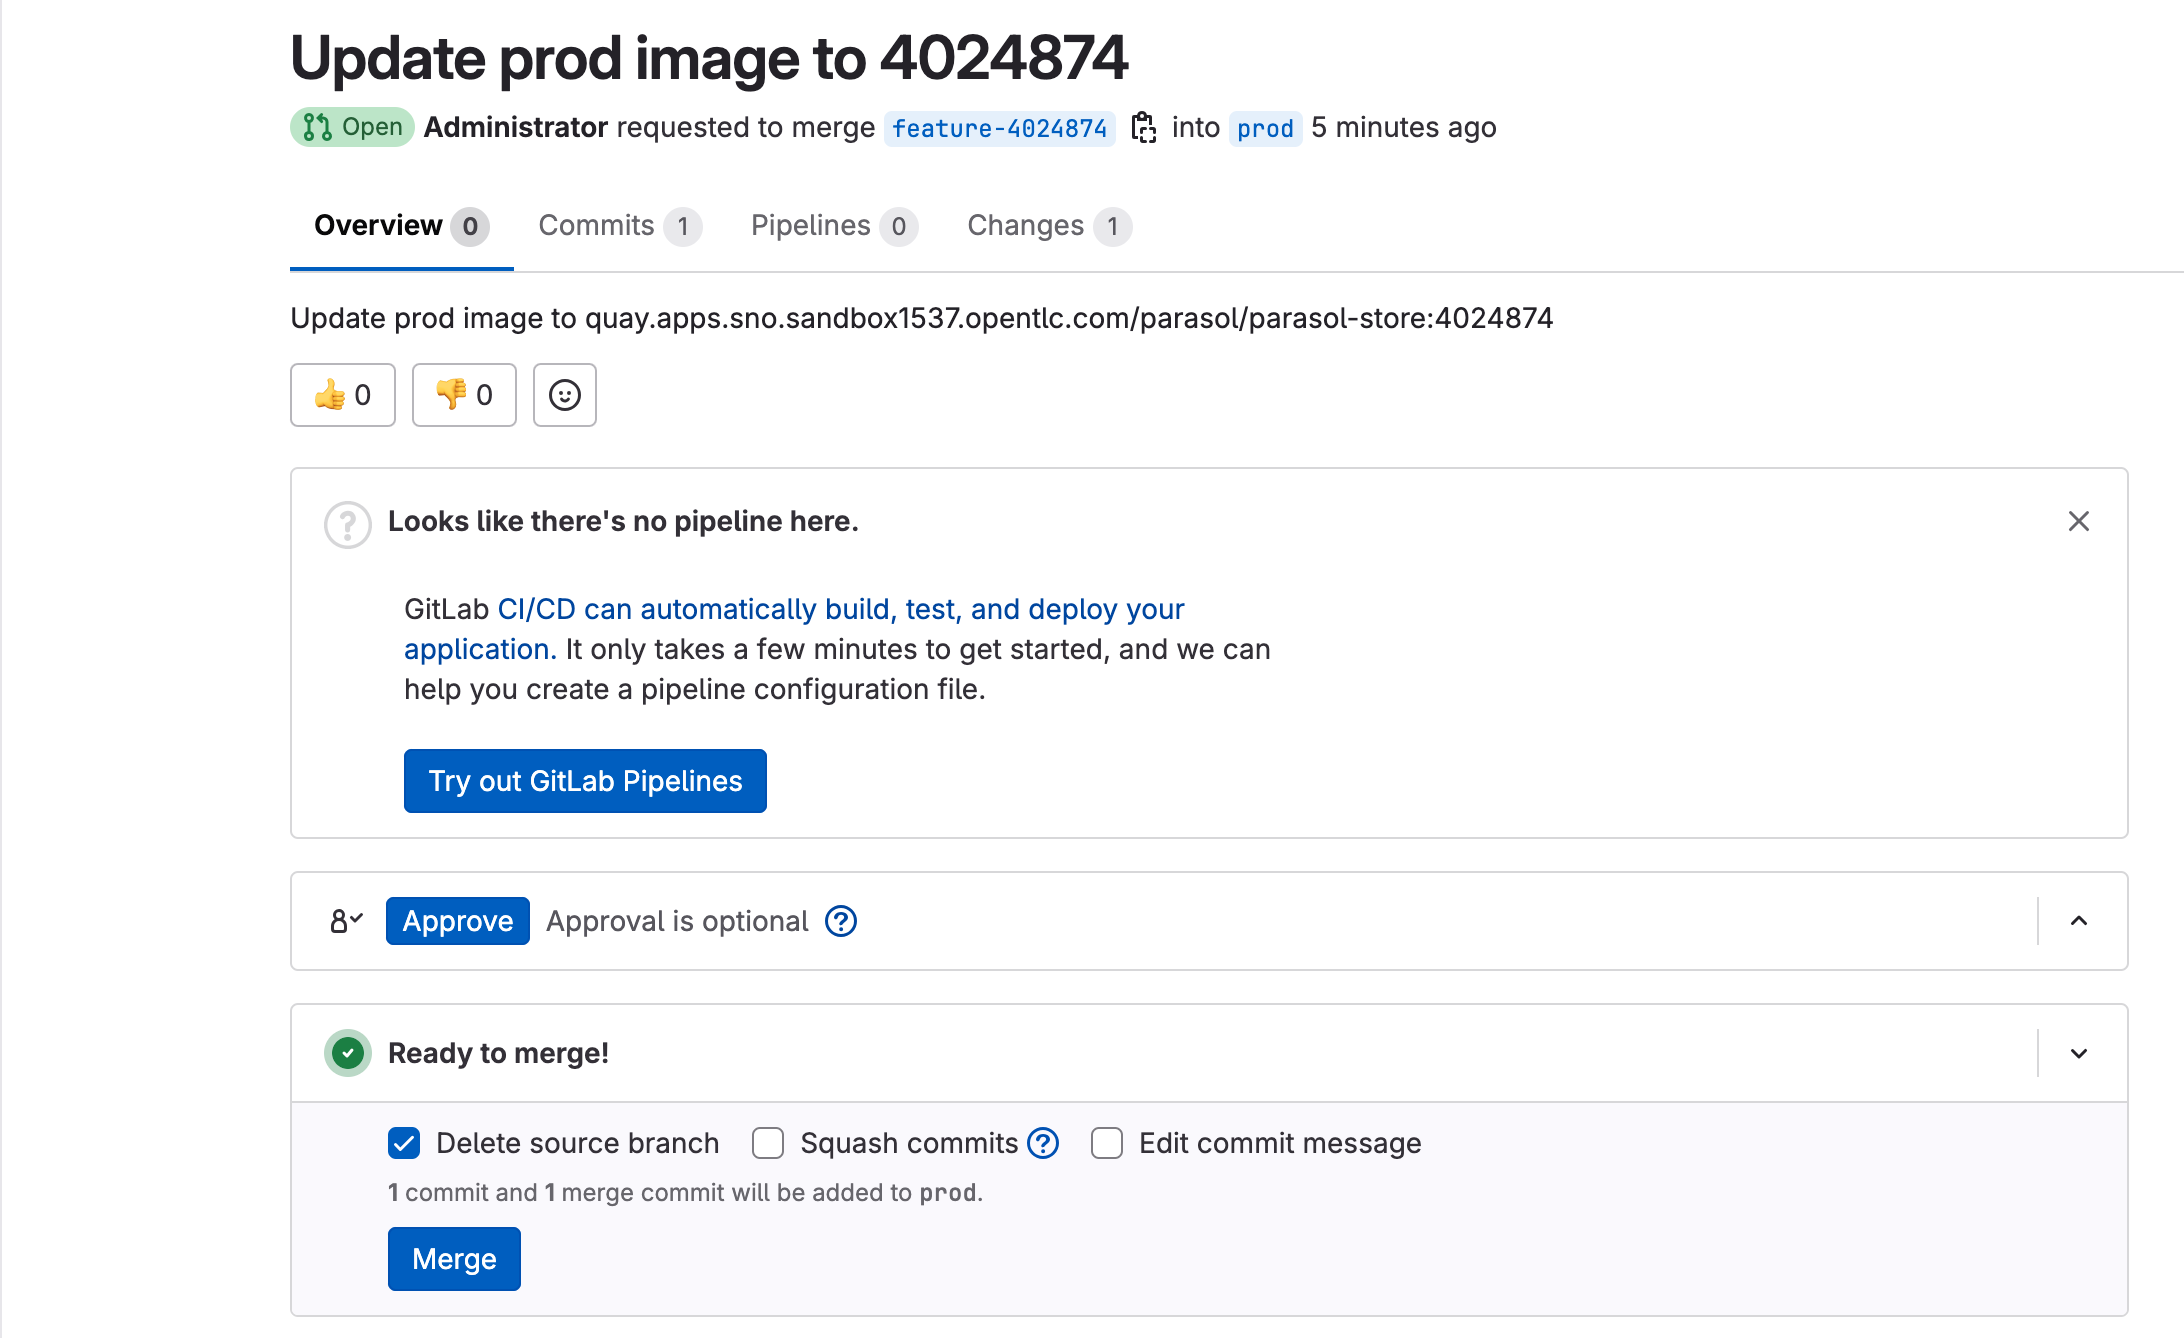 Update prod image to 4024874
Open Administrator requested to merge feature-4024874 into prod 5 minutes ago
Overview 0 Commits 1 Pipelines 0 Changes 1
Update prod image to quay.apps.sno.sandbox1537.opentlc.com/parasol/parasol-store:4024874
👍 0 👎 0
Looks like there's no pipeline here.
GitLab CI/CD can automatically build, test, and deploy your
application. It only takes a few minutes to get started, and we can
help you create a pipeline configuration file.
Try out GitLab Pipelines
Approve Approval is optional
Ready to merge!
Delete source branch Squash commits Edit commit message
1 commit and 1 merge commit will be added to prod.
Merge